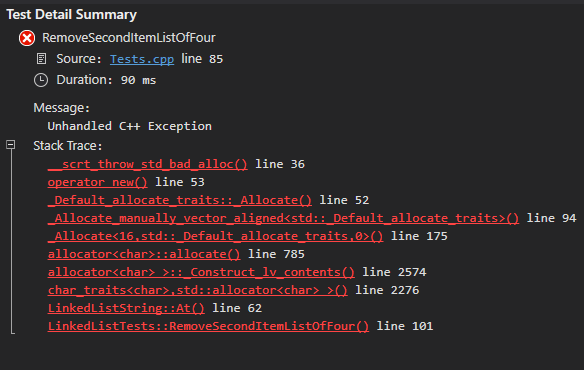 Test Detail Summary
RemoveSecondItemListOfFour
Source: Tests.cpp line 85
Duration: 90 ms
Message:
Unhandled C++ Exception
Stack Trace:
__scrt_throw_std_bad_alloc() line 36
operator new() line 53
_Default_allocate_traits::_Allocate() line 52
_Allocate_manually_vector_aligned<std::_Default_allocate_traits>() line 94
_Allocate<16,std::_Default_allocate_traits,0>() line 175
allocator<char>::allocate() line 785
allocator<char> >::_Construct_lv_contents() line 2574
char_traits<char>,std::allocator<char> >() line 2276
LinkedListString::At() line 62
LinkedListTests::RemoveSecondItemListOfFour() line 101